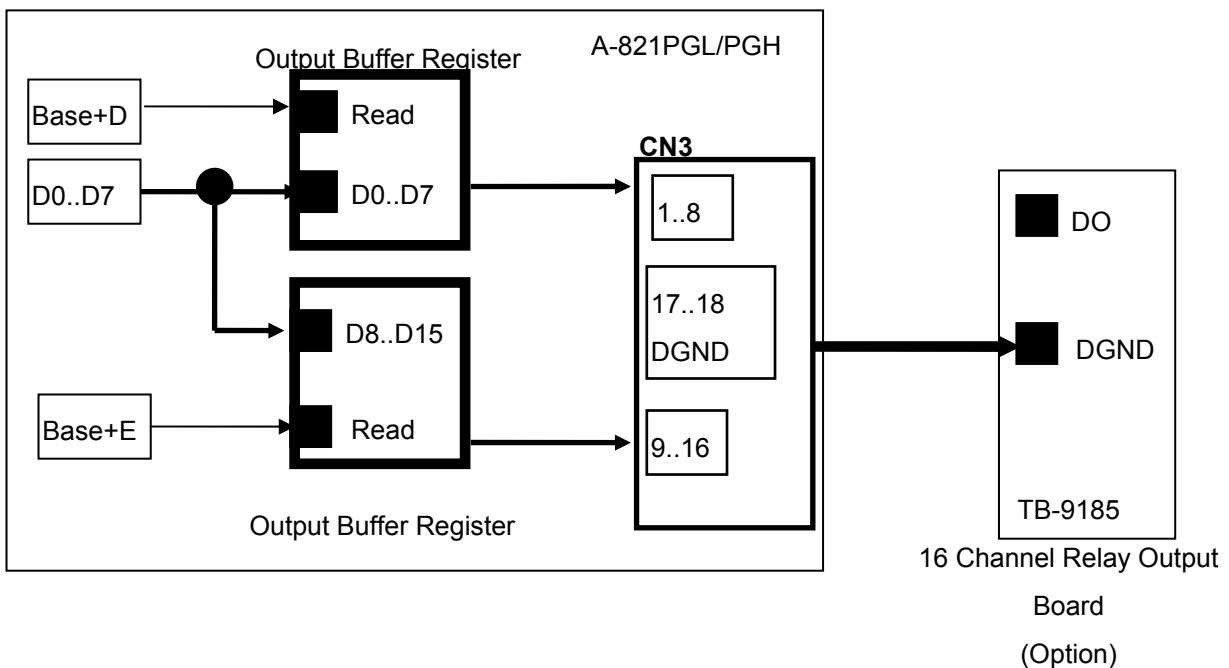 A-821PGL/PGH
Output Buffer Register
Base+D
Read
D0..D7
D0..D7
D8..D15
Base+E
Read
Output Buffer Register
CN3
1..8
17..18
DGND
9..16
DO
DGND
TB-9185
16 Channel Relay Output
Board
(Option)